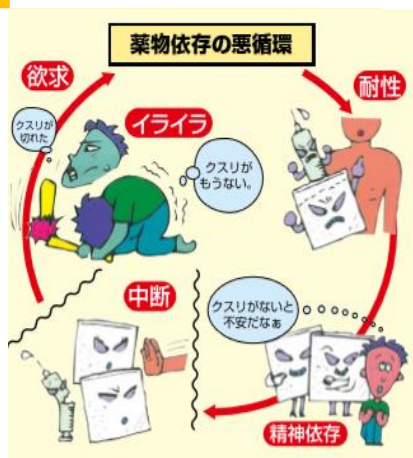 薬物依存の悪循環
欲求
耐性
クスリが
切れた
イライラ
クスリが
もうない。
中断
クスリがないと
不安だなぁ
精神依存